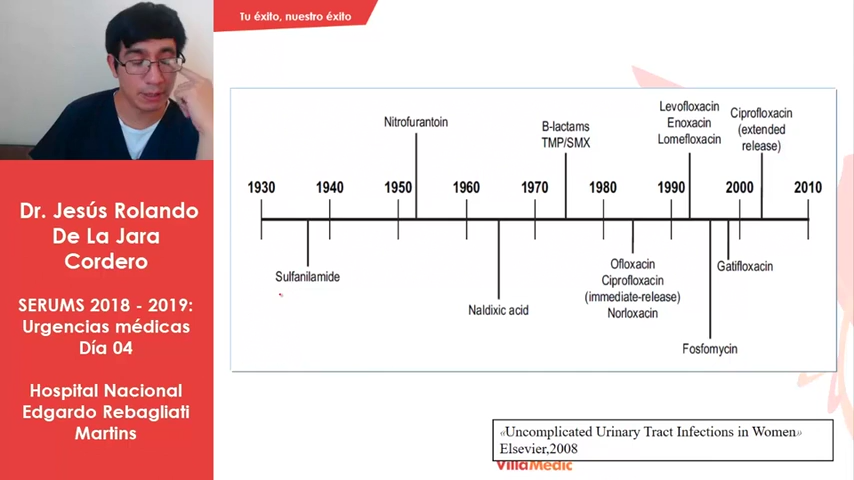 Tu éxito, nuestro éxito
Dr. Jesús Rolando
De La Jara
Cordero
SERUMS 2018 - 2019:
Urgencias médicas
Día 04
Hospital Nacional
Edgardo Rebagliati
Martins
Nitrofurantoin
B-lactams
TMP/SMX
Levofloxacin
Enoxacin
Lomefloxacin
Ciprofloxacin
(extended
release)
1930 1940 1950 1960 1970 1980 1990 2000 2010
Sulfanilamide
Naldixic acid
Ofloxacin
Ciprofloxacin
(immediate-release)
Norloxacin
Fosfomycin
Gatifloxacin
«Uncomplicated Urinary Tract Infections in Women»
Elsevier,2008
VillaMedic